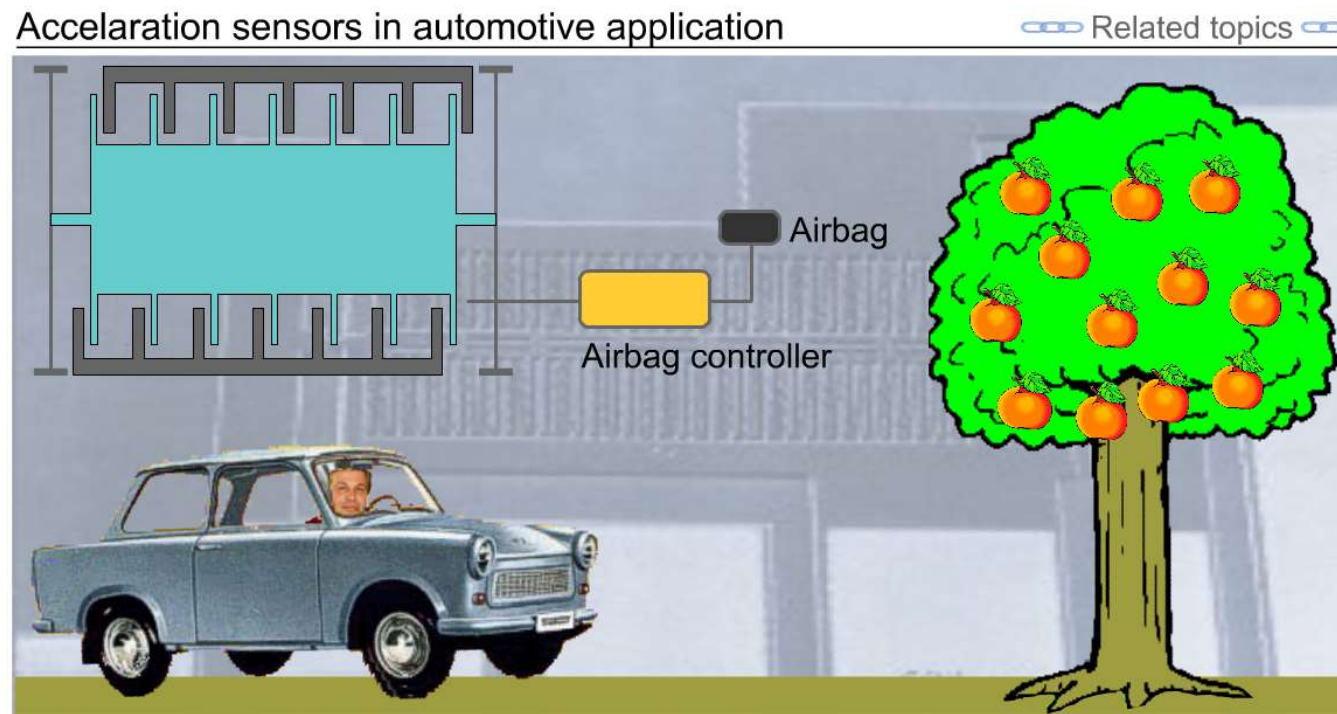 Accelaration sensors in automotive application
Related topics
Airbag
Airbag controller